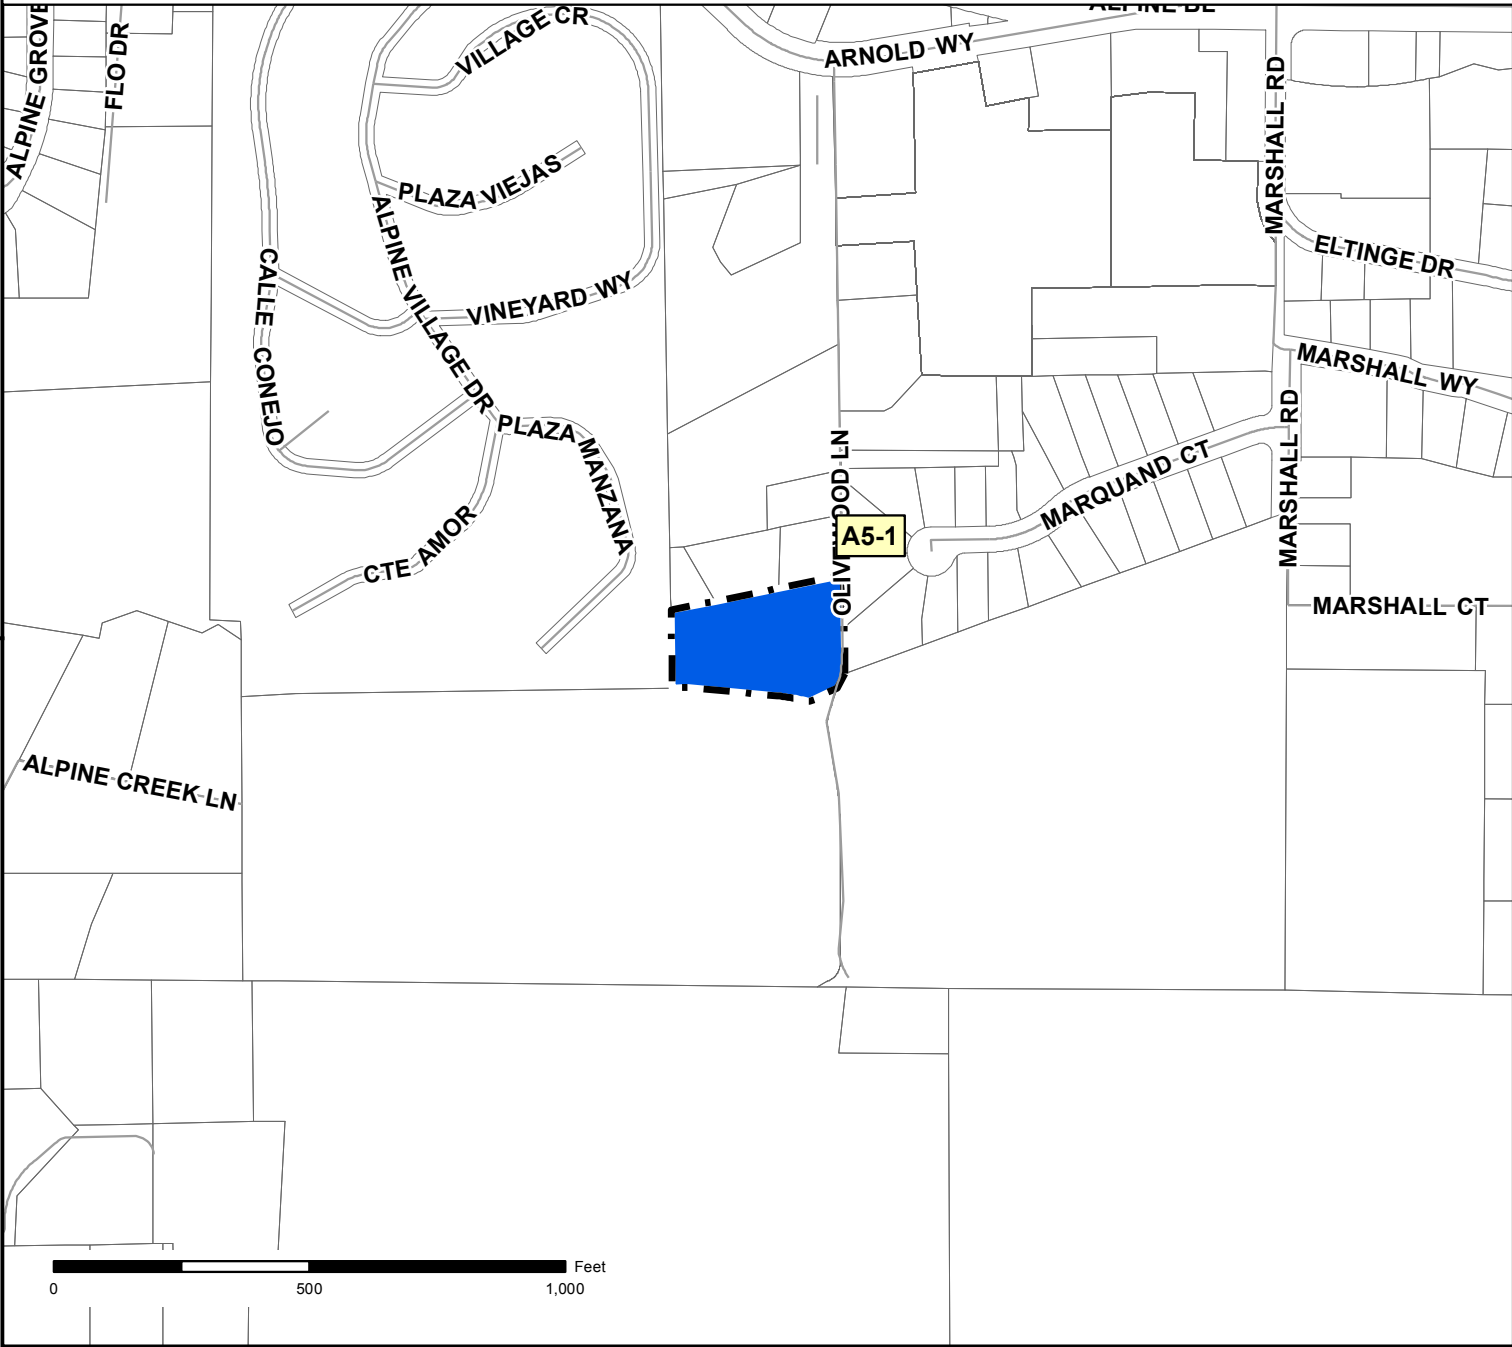 ALPINE BL
VILLAGE CR
ARNOLD WY
ALPINE GROVE
FLO DR
MARSHALL RD
PLAZA VIEJAS
ALPINE VILLAGE DR
CALLE CONEJO
ELTINGE DR
VINEYARD WY
MARSHALL WY
PLAZA MANZANA
OLIVEWOOD LN
MARQUAND CT
MARSHALL RD
A5-1
CTE AMOR
MARSHALL CT
ALPINE CREEK LN
Feet
0 500 1,000